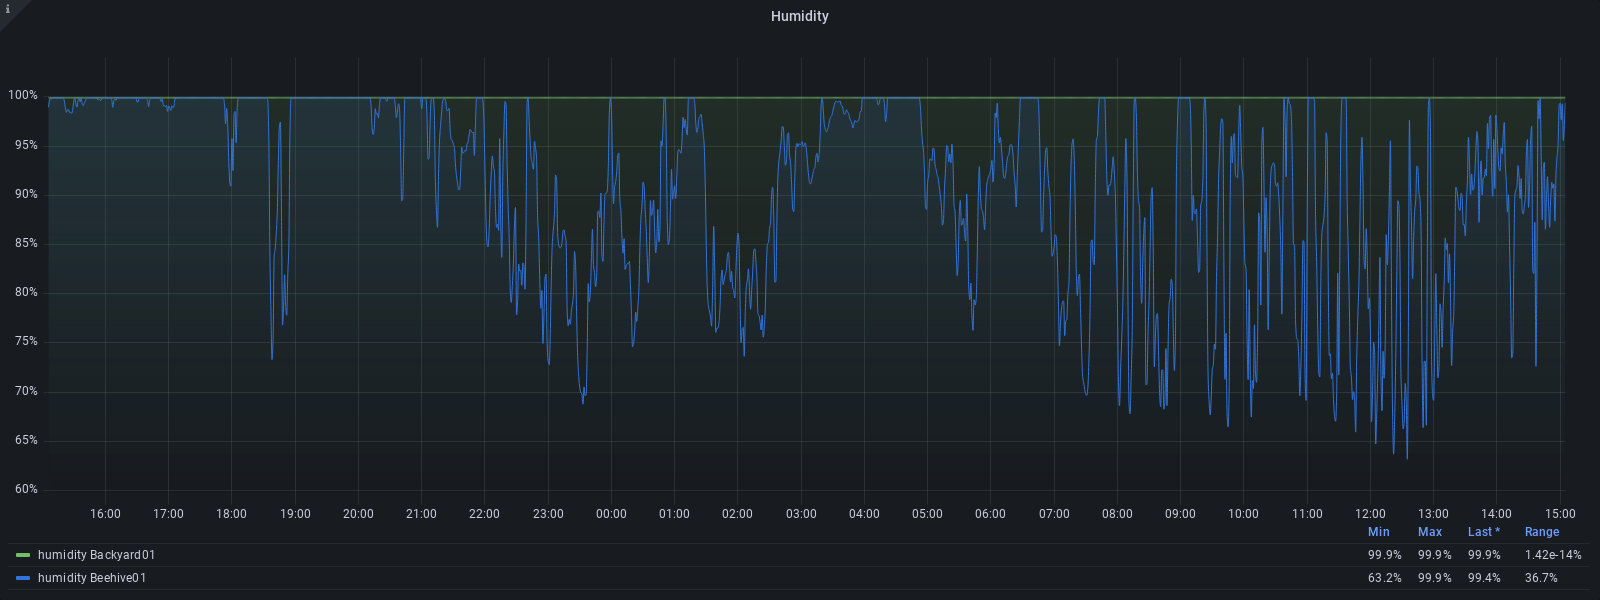 i
Humidity
100%
95%
90%
85%
80%
75%
70%
65%
60%
16:00 17:00 18:00 19:00 20:00 21:00 22:00 23:00 00:00 01:00 02:00 03:00 04:00 05:00 06:00 07:00 08:00 09:00 10:00 11:00 12:00 13:00 14:00 15:00
Min Max Last * Range
humidity Backyard01 99.9% 99.9% 99.9% 1.42e-14%
humidity Beehive01 63.2% 99.9% 99.4% 36.7%